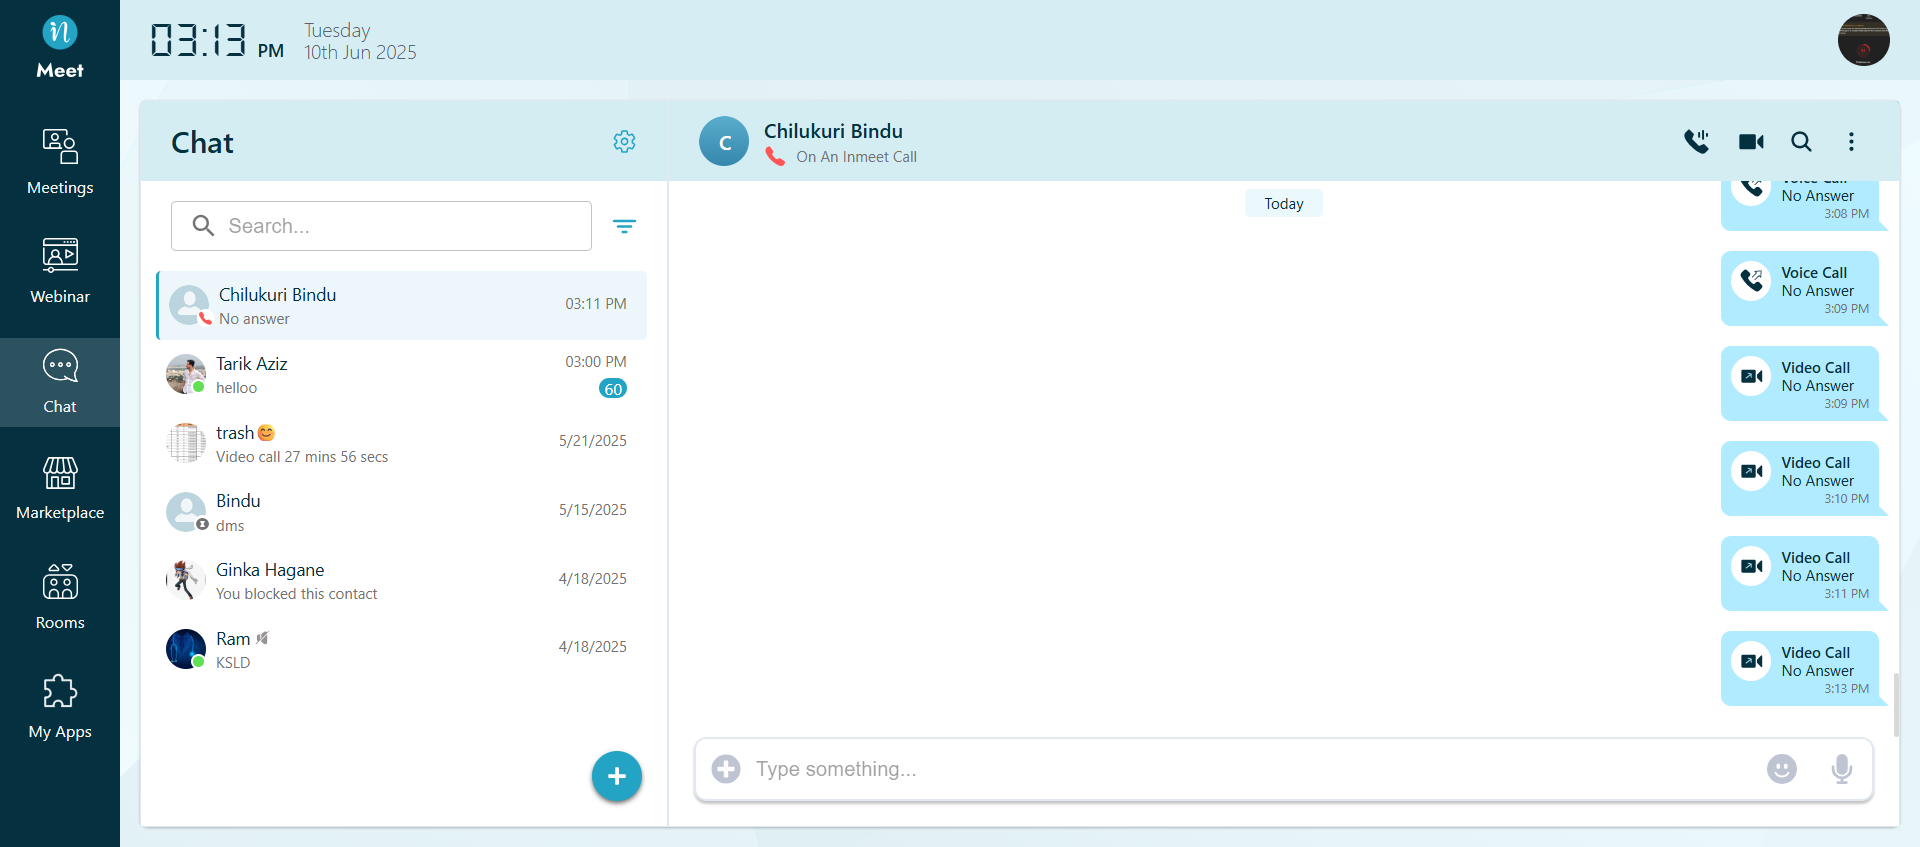 Meet
03:13 PM
Tuesday
10th Jun 2025
Meetings
Webinar
Chat
Marketplace
Rooms
My Apps
Chat
Search...
Chilukuri Bindu
No answer
03:11 PM
Tarik Aziz
helloo
03:00 PM
60
trash😊
Video call 27 mins 56 secs
5/21/2025
Bindu
dms
5/15/2025
Ginka Hagane
You blocked this contact
4/18/2025
Ram
KSLD
4/18/2025
C
Chilukuri Bindu
On An Inmeet Call
Today
Voice Call
No Answer
3:08 PM
Voice Call
No Answer
3:09 PM
Video Call
No Answer
3:09 PM
Video Call
No Answer
3:10 PM
Video Call
No Answer
3:11 PM
Video Call
No Answer
3:13 PM
Type something...